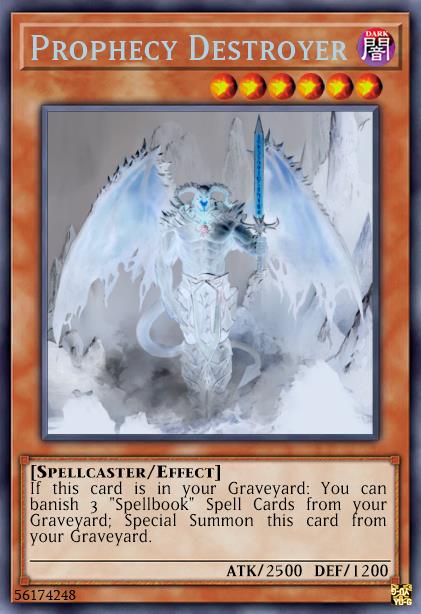 Prophecy Destroyer
DARK
闇
[Spellcaster/Effect]
If this card is in your Graveyard: You can
banish 3 "Spellbook" Spell Cards from your
Graveyard; Special Summon this card from
your Graveyard.
ATK/2500 DEF/1200
56174248